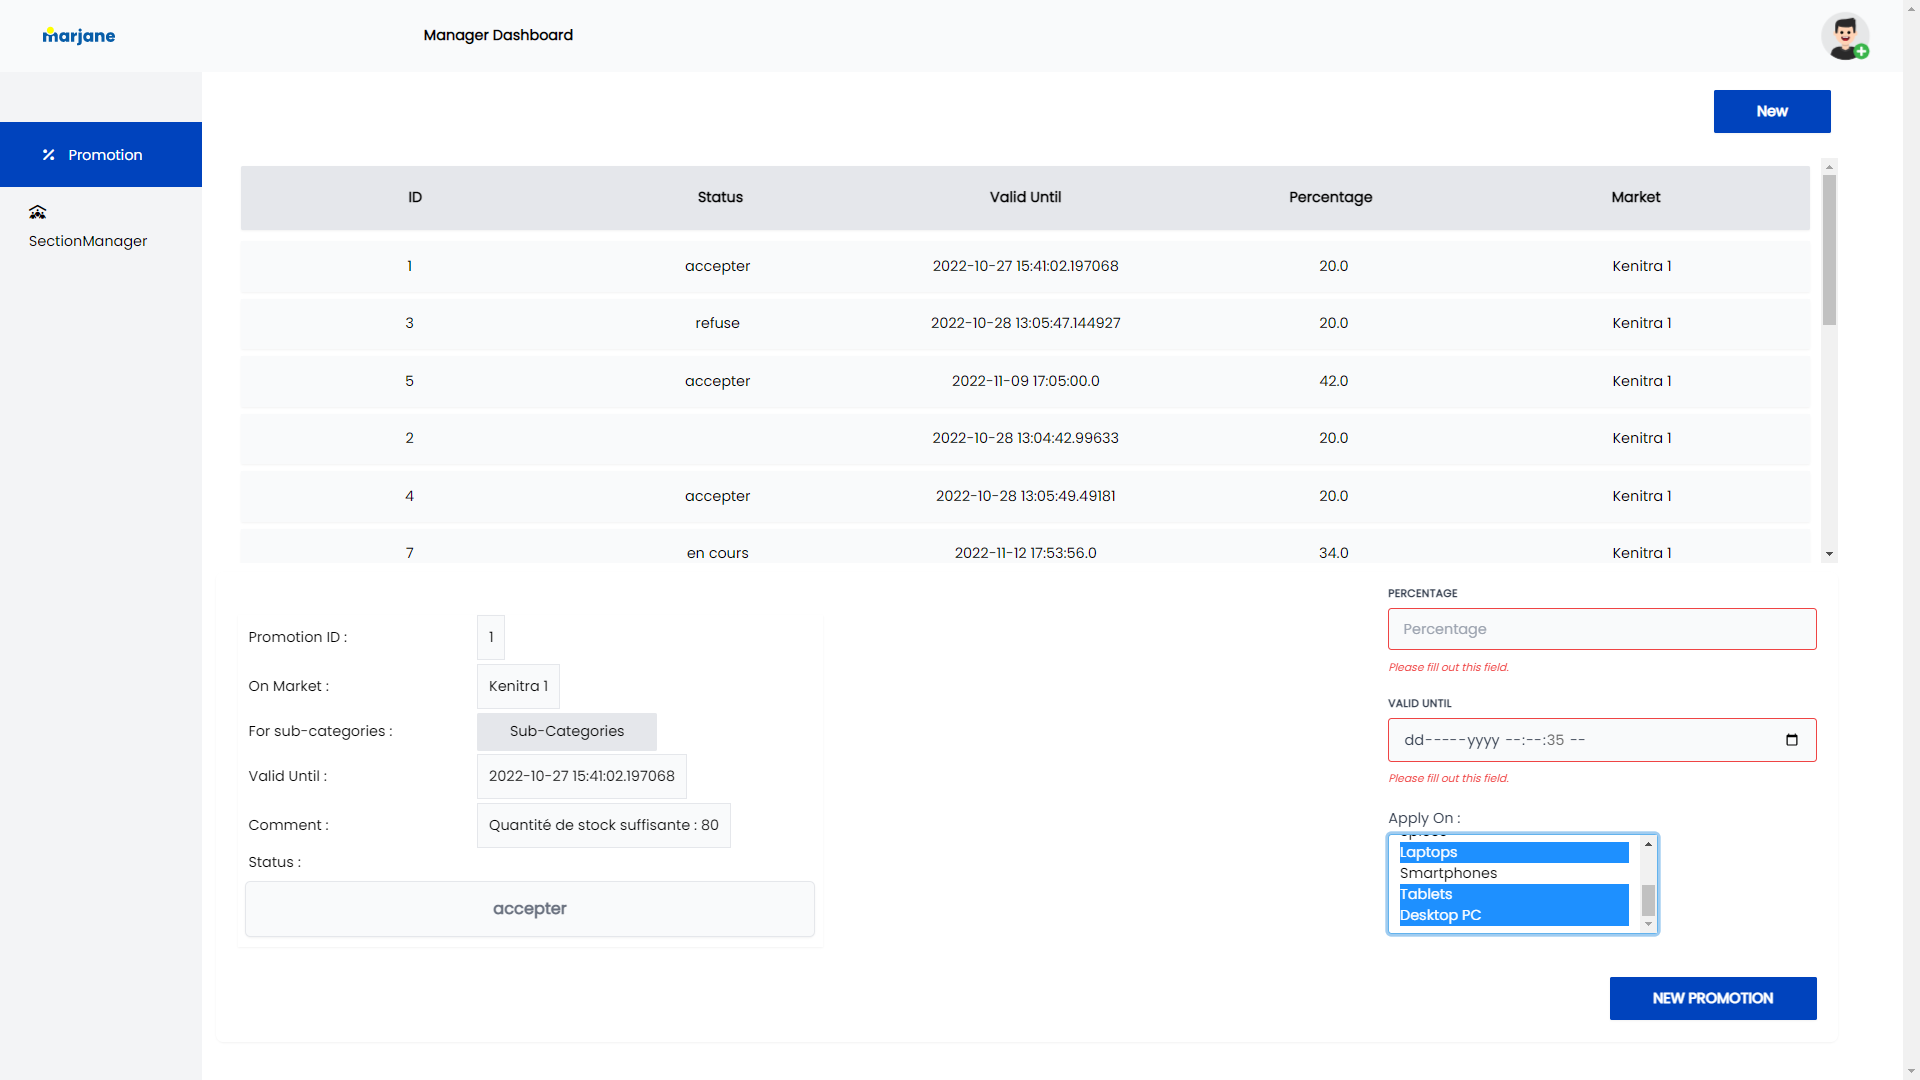 marjane
Manager Dashboard
New
Promotion
SectionManager
ID Status Valid Until Percentage Market
1 accepter 2022-10-27 15:41:02.197068 20.0 Kenitra 1
3 refuse 2022-10-28 13:05:47.144927 20.0 Kenitra 1
5 accepter 2022-11-09 17:05:00.0 42.0 Kenitra 1
2 2022-10-28 13:04:42.99633 20.0 Kenitra 1
4 accepter 2022-10-28 13:05:49.49181 20.0 Kenitra 1
7 en cours 2022-11-12 17:53:56.0 34.0 Kenitra 1
Promotion ID : 1
On Market : Kenitra 1
For sub-categories : Sub-Categories
Valid Until : 2022-10-27 15:41:02.197068
Comment : Quantité de stock suffisante : 80
Status :
accepter
PERCENTAGE
Percentage
Please fill out this field.
VALID UNTIL
dd-----yyyy --:--:35 --
Please fill out this field.
Apply On :
Laptops
Smartphones
Tablets
Desktop PC
NEW PROMOTION